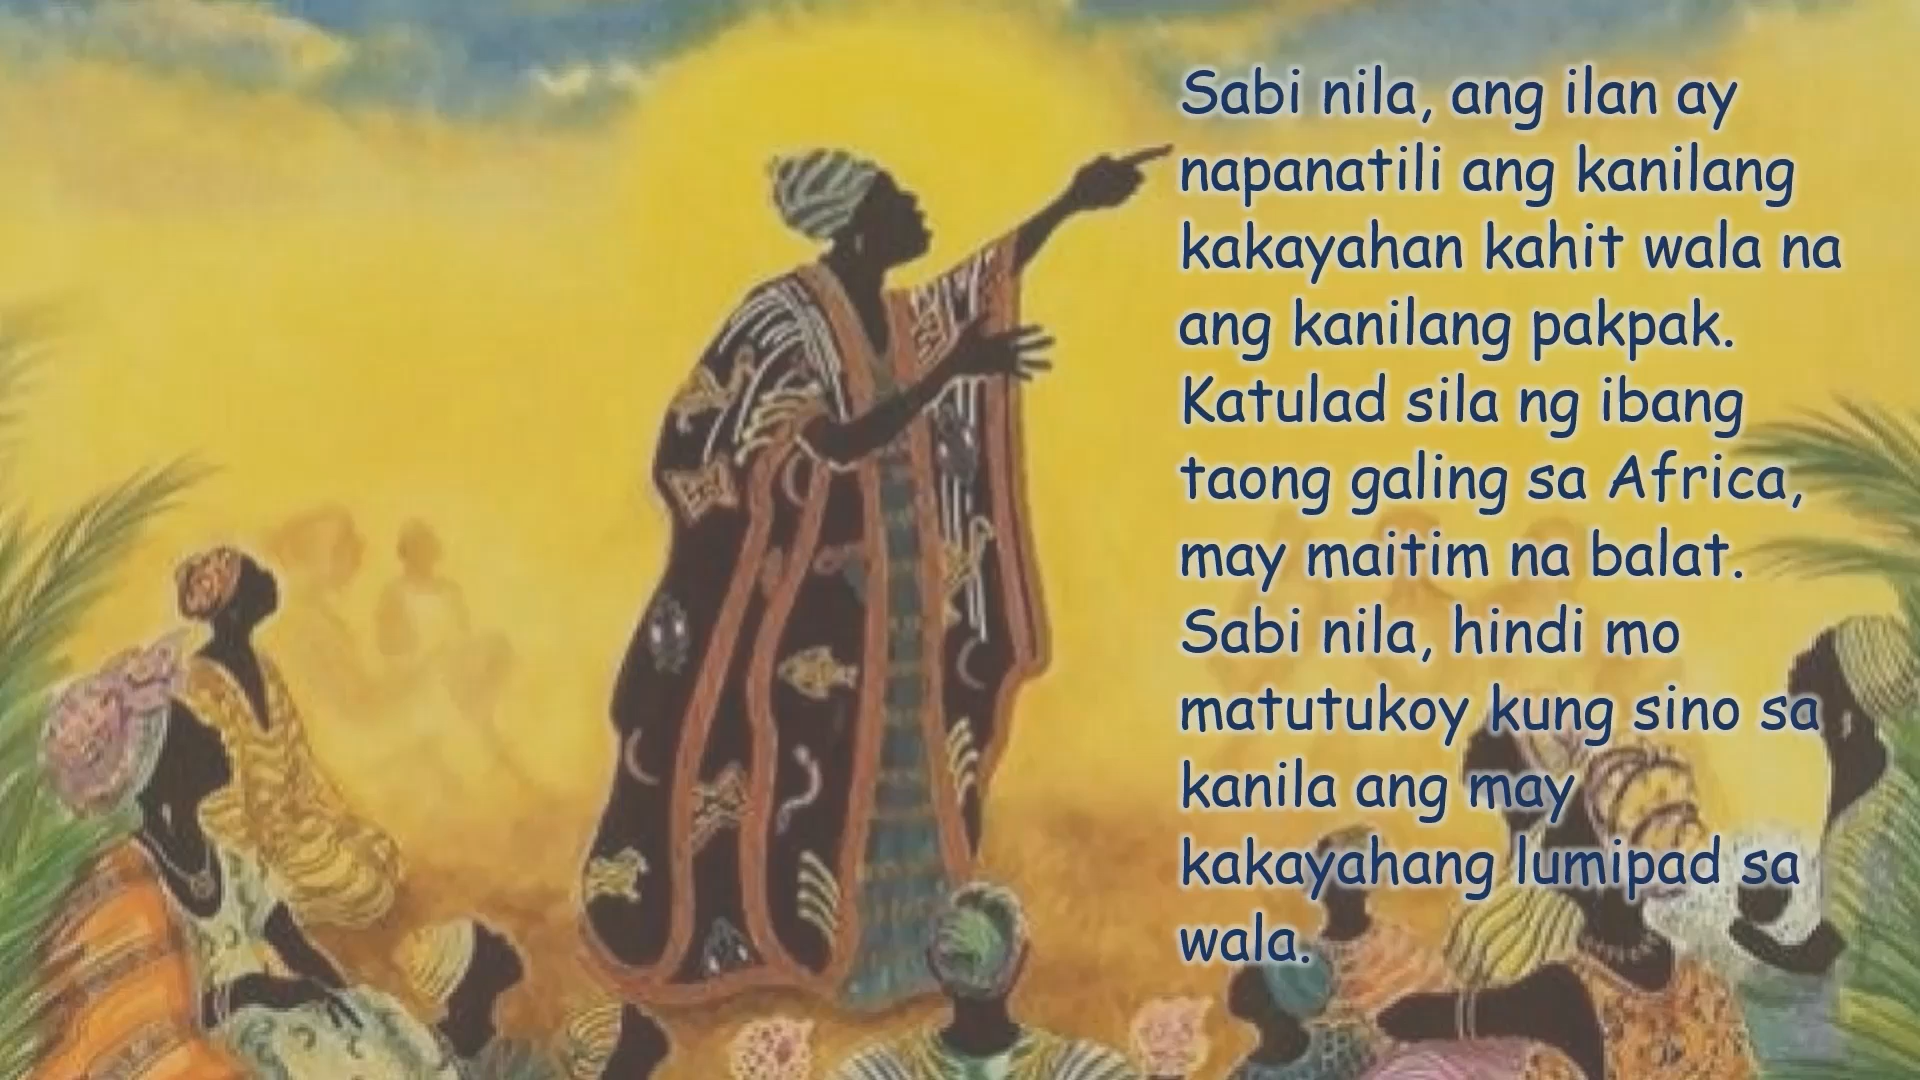 Sabi nila, ang ilan ay
napanatili ang kanilang
kakayahan kahit wala na
ang kanilang pakpak.
Katulad sila ng ibang
taong galing sa Africa,
may maitim na balat.
Sabi nila, hindi mo
matutukoy kung sino sa
kanila ang may
kakayahang lumipad sa
wala.